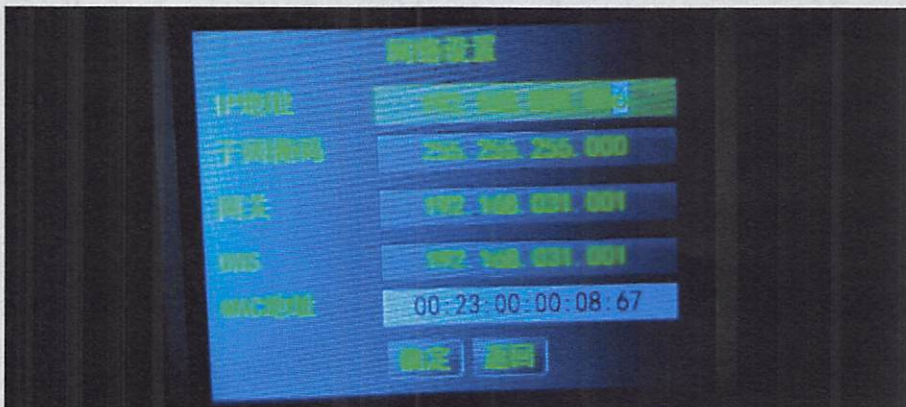 网络设置
IP地址
子网掩码 255.255.255.000
网关 192.168.031.001
DNS 192.168.031.001
MAC地址 00:23:00:00:08:67
确定 返回